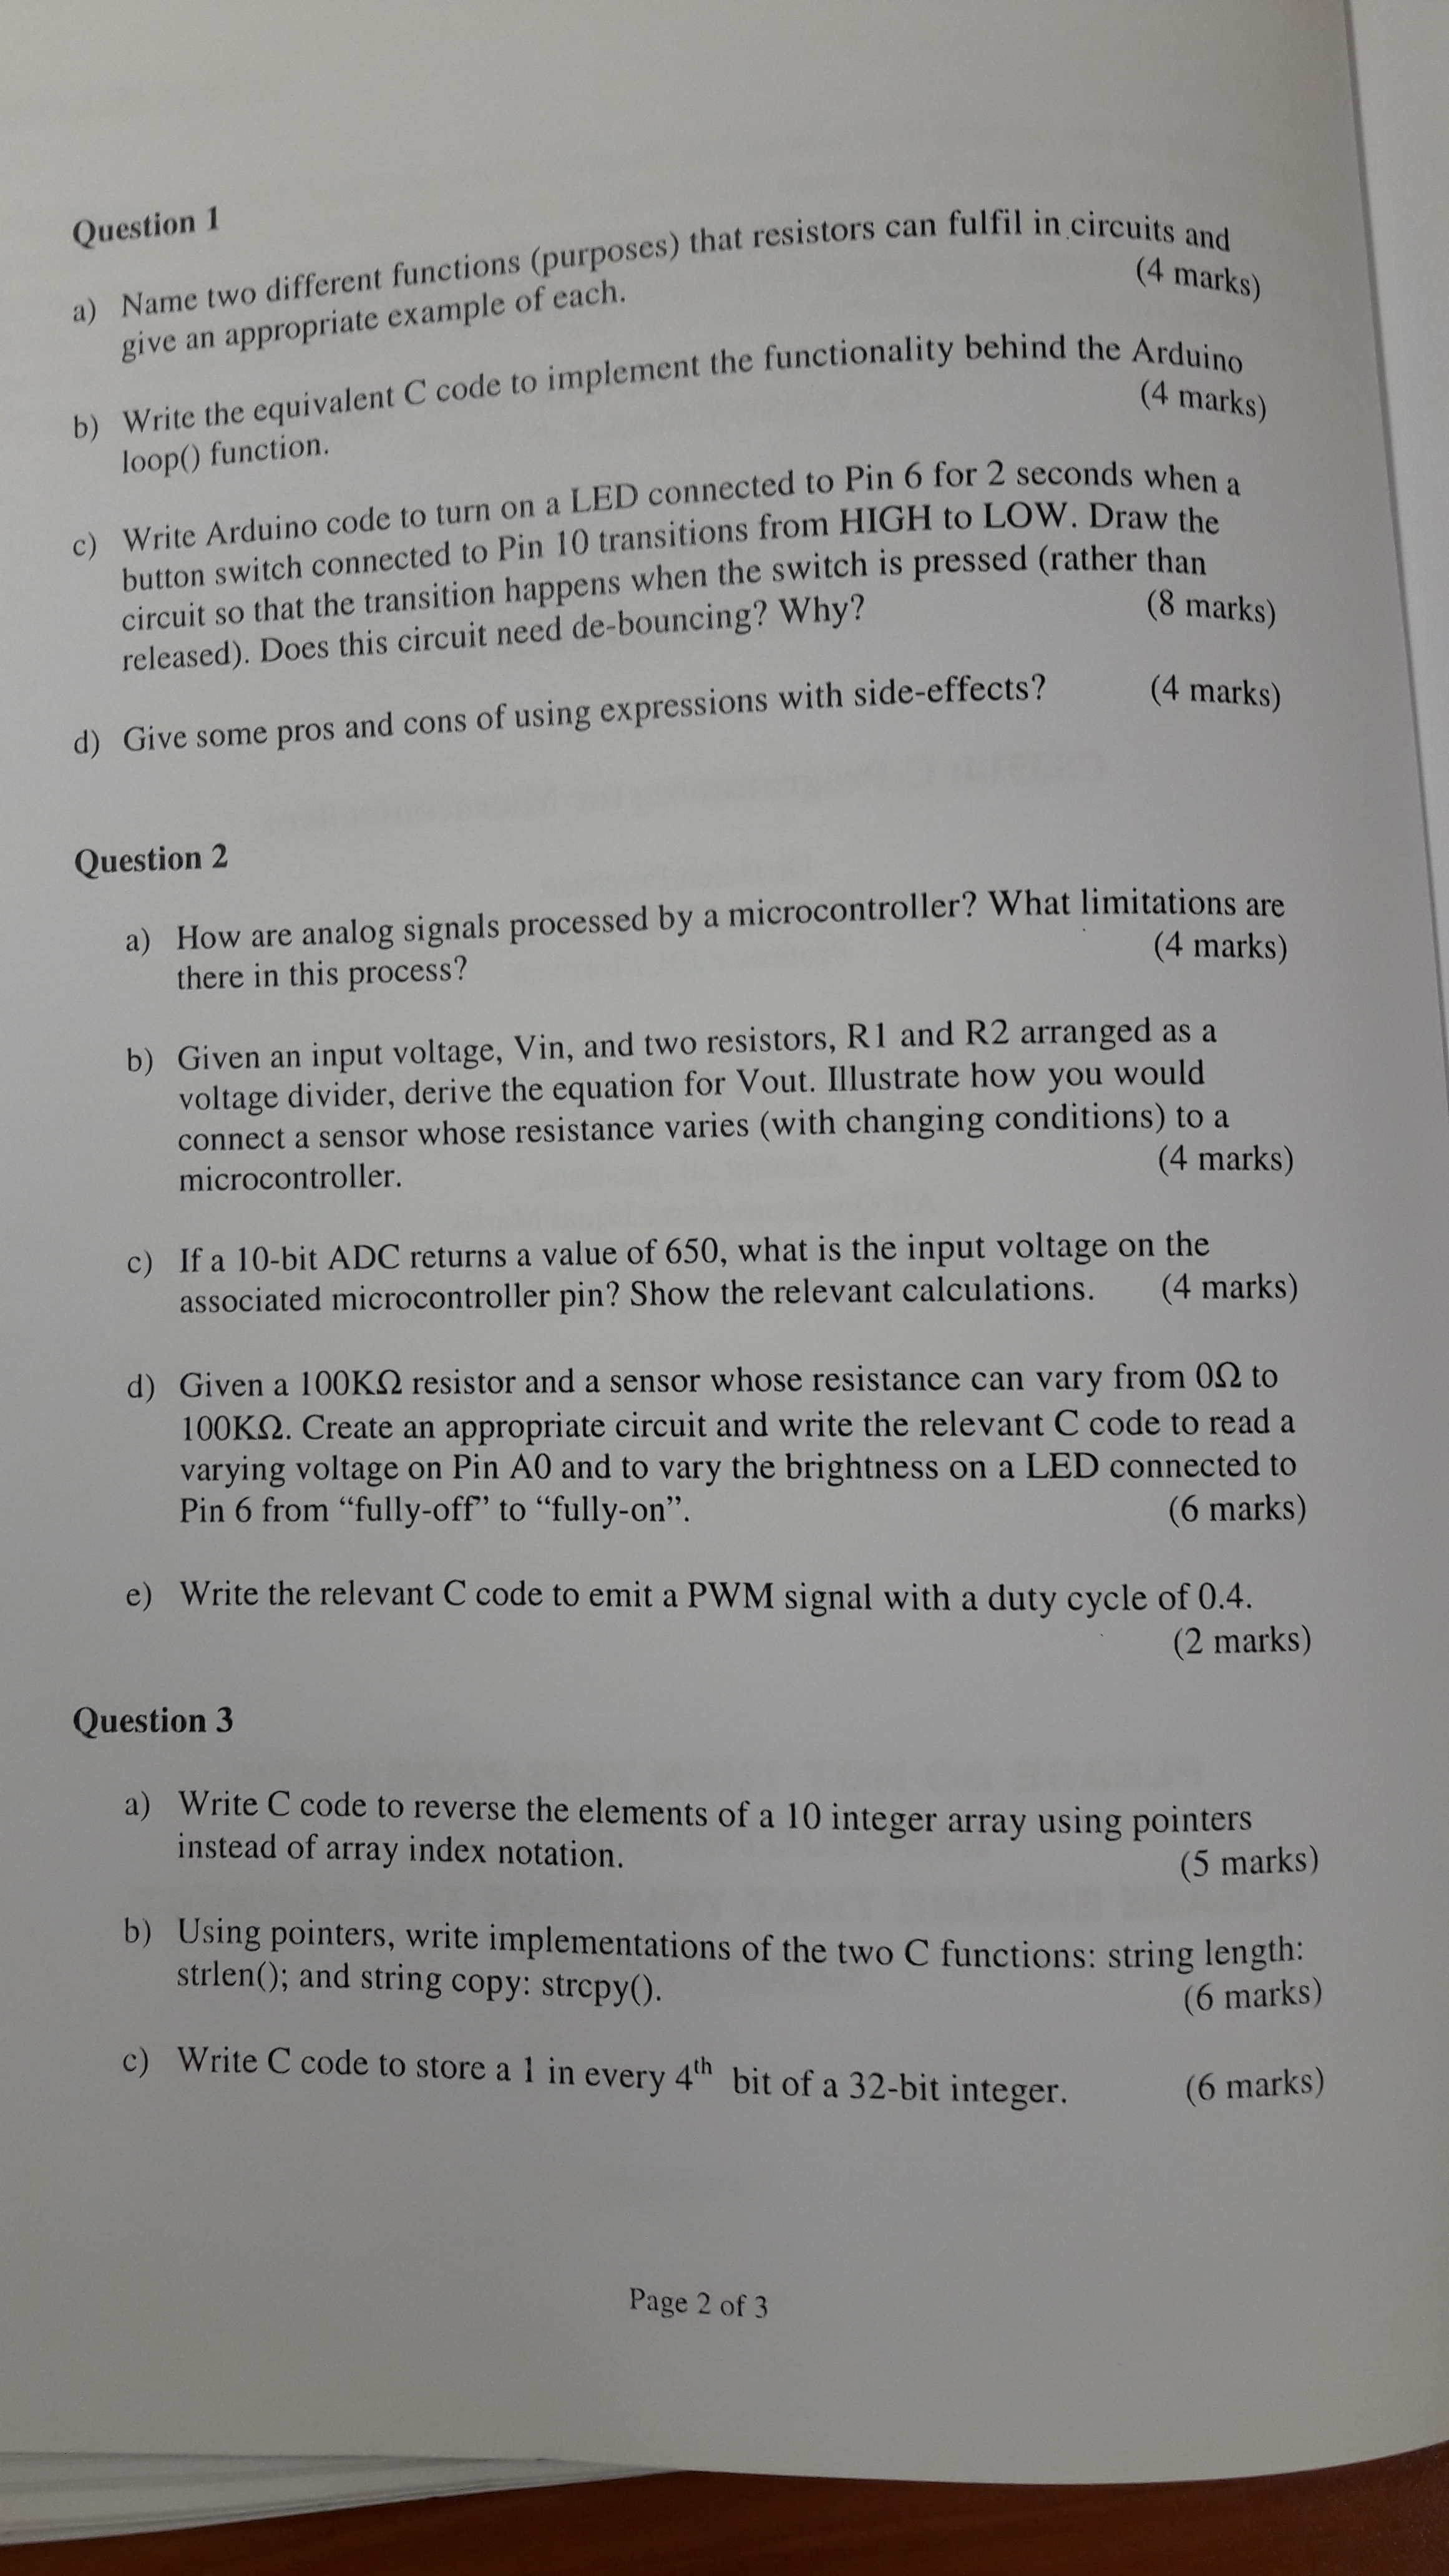 Question 1
a) Name two different functions (purposes) that resistors can fulfil in circuits and
give an appropriate example of each. (4 marks)
b) Write the equivalent C code to implement the functionality behind the Arduino
loop() function. (4 marks)
c) Write Arduino code to turn on a LED connected to Pin 6 for 2 seconds when a
button switch connected to Pin 10 transitions from HIGH to LOW. Draw the
circuit so that the transition happens when the switch is pressed (rather than
released). Does this circuit need de-bouncing? Why? (8 marks)
d) Give some pros and cons of using expressions with side-effects? (4 marks)
Question 2
a) How are analog signals processed by a microcontroller? What limitations are
there in this process? (4 marks)
b) Given an input voltage, Vin, and two resistors, R1 and R2 arranged as a
voltage divider, derive the equation for Vout. Illustrate how you would
connect a sensor whose resistance varies (with changing conditions) to a
microcontroller. (4 marks)
c) If a 10-bit ADC returns a value of 650, what is the input voltage on the
associated microcontroller pin? Show the relevant calculations. (4 marks)
d) Given a 100KΩ resistor and a sensor whose resistance can vary from 0Ω to
100KΩ. Create an appropriate circuit and write the relevant C code to read a
varying voltage on Pin A0 and to vary the brightness on a LED connected to
Pin 6 from “fully-off” to “fully-on”. (6 marks)
e) Write the relevant C code to emit a PWM signal with a duty cycle of 0.4.
(2 marks)
Question 3
a) Write C code to reverse the elements of a 10 integer array using pointers
instead of array index notation. (5 marks)
b) Using pointers, write implementations of the two C functions: string length:
strlen(); and string copy: strcpy(). (6 marks)
c) Write C code to store a 1 in every 4th bit of a 32-bit integer. (6 marks)
Page 2 of 3